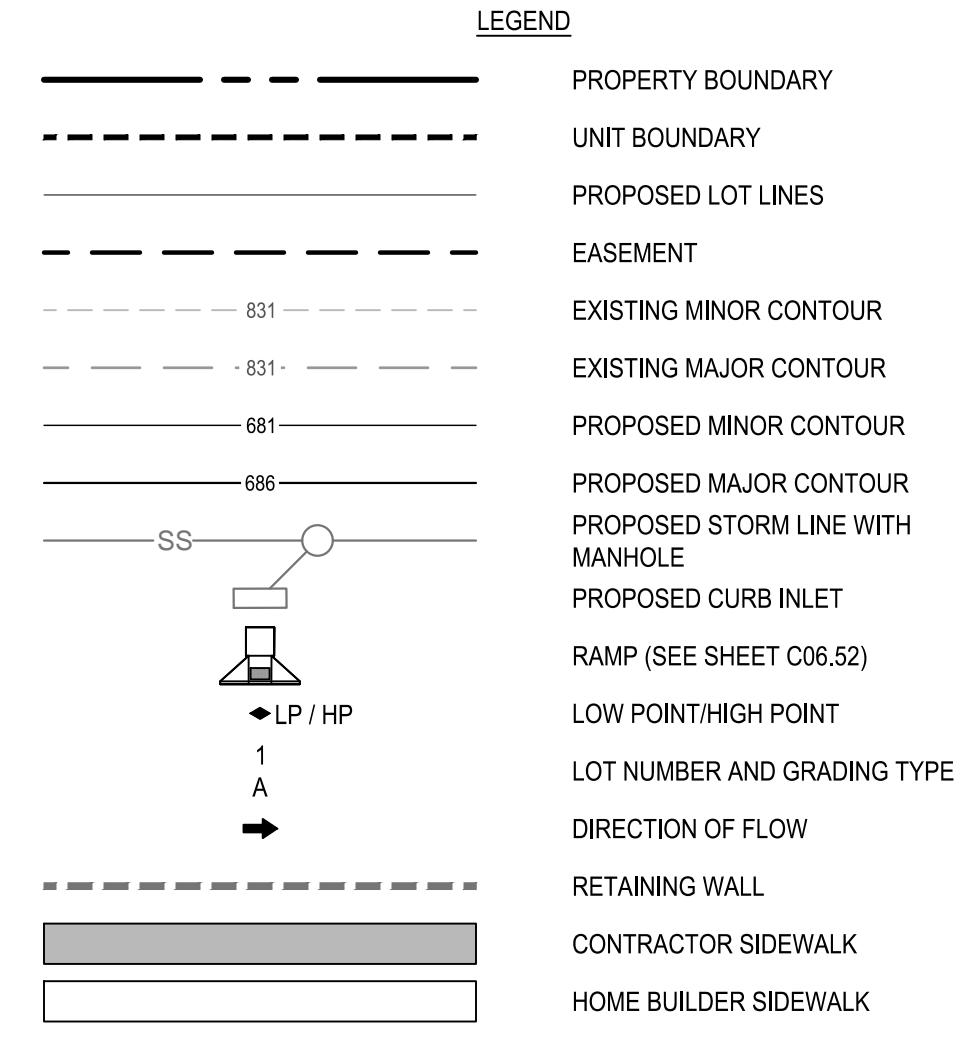 LEGEND
PROPERTY BOUNDARY
UNIT BOUNDARY
PROPOSED LOT LINES
EASEMENT
831 EXISTING MINOR CONTOUR
831 EXISTING MAJOR CONTOUR
681 PROPOSED MINOR CONTOUR
686 PROPOSED MAJOR CONTOUR
SS PROPOSED STORM LINE WITH
MANHOLE
PROPOSED CURB INLET
RAMP (SEE SHEET C06.52)
LP / HP LOW POINT/HIGH POINT
1
A
LOT NUMBER AND GRADING TYPE
DIRECTION OF FLOW
RETAINING WALL
CONTRACTOR SIDEWALK
HOME BUILDER SIDEWALK